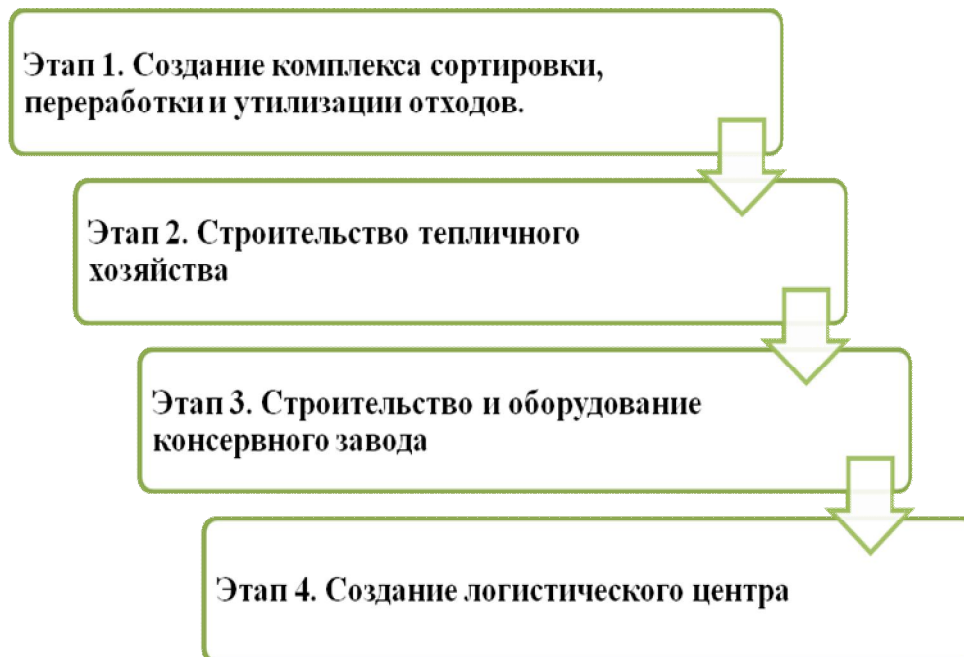 Этап 1. Создание комплекса сортировки,
переработки и утилизации отходов.
Этап 2. Строительство тепличного
хозяйства
Этап 3. Строительство и оборудование
консервного завода
Этап 4. Создание логистического центра